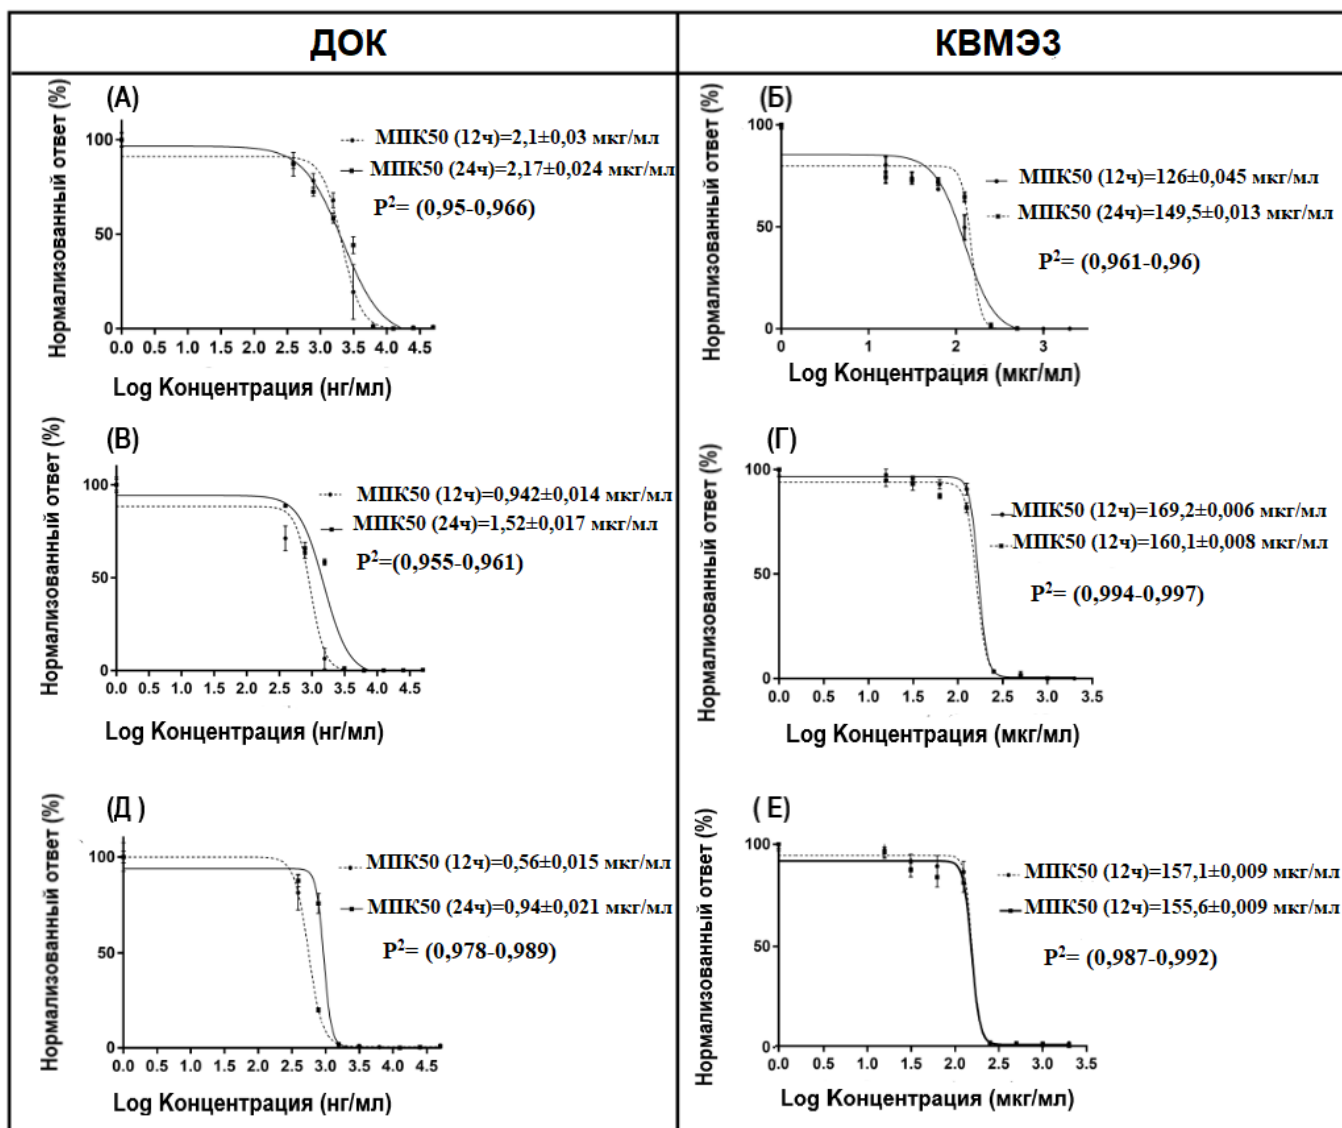 ДОК
КВМЭ3
(А)
Нормализованный ответ (%)
100
50
0
МПК50 (12ч)=2,1±0,03 мкг/мл
МПК50 (24ч)=2,17±0,024 мкг/мл
P²= (0,95-0,966)
0.0 0.5 1.0 1.5 2.0 2.5 3.0 3.5 4.0 4.5
Log Концентрация (нг/мл)
(Б)
Нормализованный ответ (%)
100
50
0
МПК50 (12ч)=126±0,045 мкг/мл
МПК50 (24ч)=149,5±0,013 мкг/мл
P²= (0,961-0,96)
0 1 2 3
Log Концентрация (мкг/мл)
(В)
Нормализованный ответ (%)
100
50
0
МПК50 (12ч)=0,942±0,014 мкг/мл
МПК50 (24ч)=1,52±0,017 мкг/мл
P²=(0,955-0,961)
0.0 0.5 1.0 1.5 2.0 2.5 3.0 3.5 4.0 4.5
Log Концентрация (нг/мл)
(Г)
Нормализованный ответ (%)
100
50
0
МПК50 (12ч)=169,2±0,006 мкг/мл
МПК50 (12ч)=160,1±0,008 мкг/мл
P²= (0,994-0,997)
0.0 0.5 1.0 1.5 2.0 2.5 3.0 3.5
Log Концентрация (мкг/мл)
(Д )
Нормализованный ответ (%)
100
50
0
МПК50 (12ч)=0,56±0,015 мкг/мл
МПК50 (24ч)=0,94±0,021 мкг/мл
P²= (0,978-0,989)
0.0 0.5 1.0 1.5 2.0 2.5 3.0 3.5 4.0 4.5
Log Концентрация (нг/мл)
( Е)
Нормализованный ответ (%)
100
50
0
МПК50 (12ч)=157,1±0,009 мкг/мл
МПК50 (12ч)=155,6±0,009 мкг/мл
P²= (0,987-0,992)
0.0 0.5 1.0 1.5 2.0 2.5 3.0 3.5
Log Концентрация (мкг/мл)